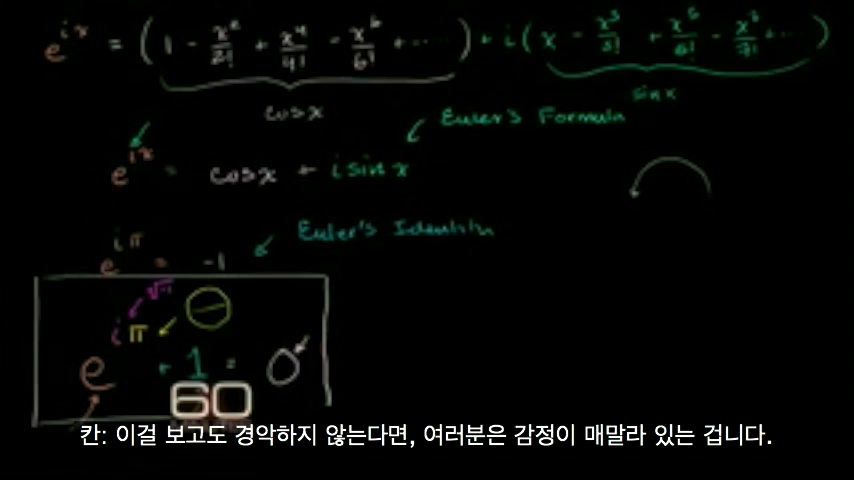 e^{ix} = (1 - x²/2! + x⁴/4! - x⁶/6! + ....) + i(x - x³/3! + x⁵/5! - x⁷/7! + ...)
cos x
sin x
Euler's Formula
e^{ix} = cos x + i sin x
Euler's Identity
e^{iπ} = -1
√-1
e^{iπ} + 1 = 0
60
칸: 이걸 보고도 경악하지 않는다면, 여러분은 감정이 매말라 있는 겁니다.